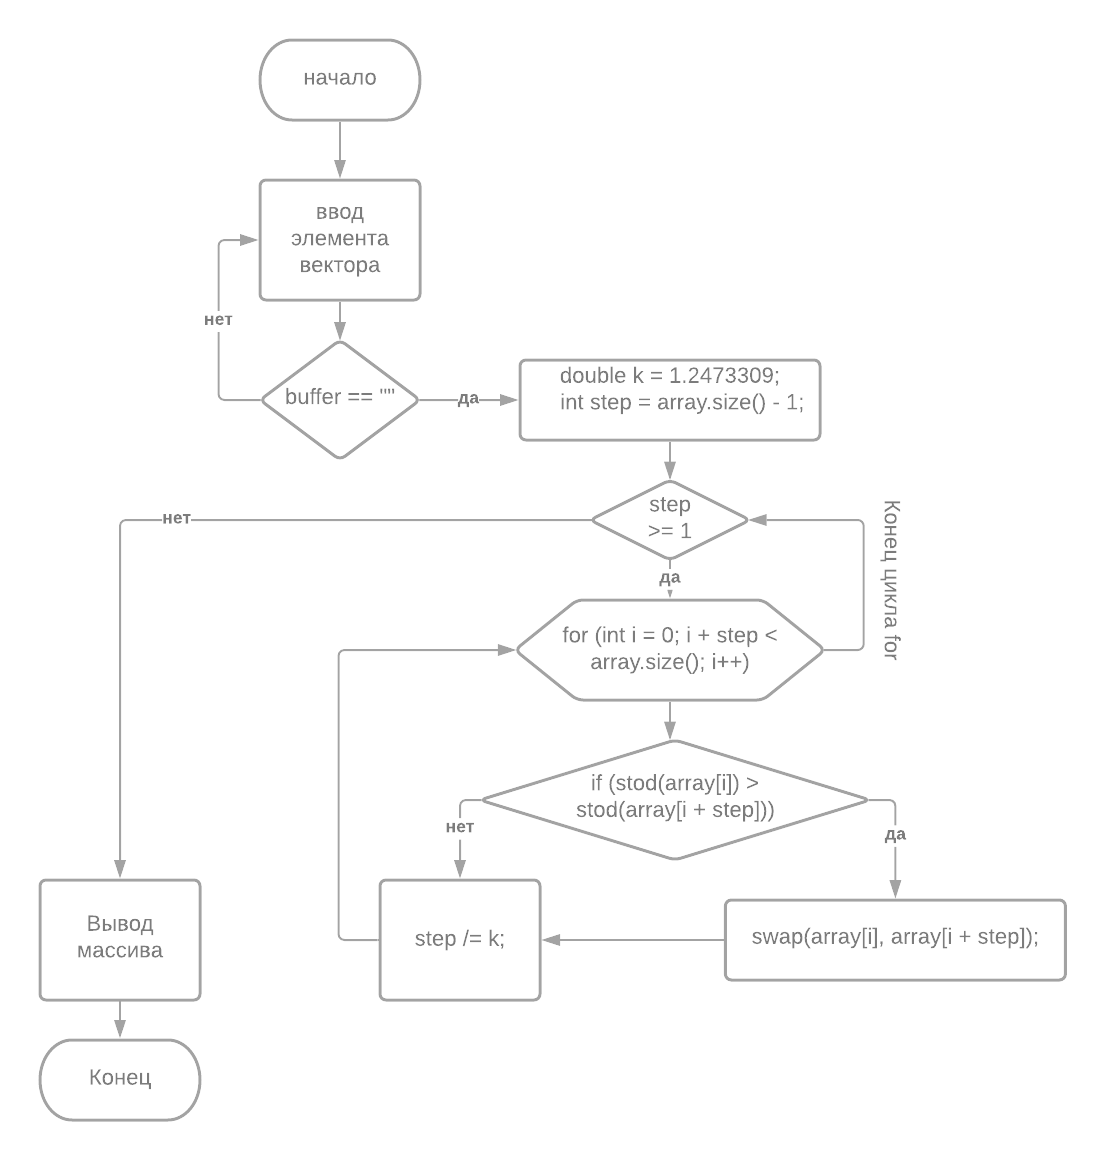 начало
ввод
элемента
вектора
нет
buffer == ""
да
double k = 1.2473309;
int step = array.size() - 1;
step
>= 1
нет
да
Конец цикла for
for (int i = 0; i + step <
array.size(); i++)
if (stod(array[i]) >
stod(array[i + step]))
нет
да
step /= k;
swap(array[i], array[i + step]);
Вывод
массива
Конец